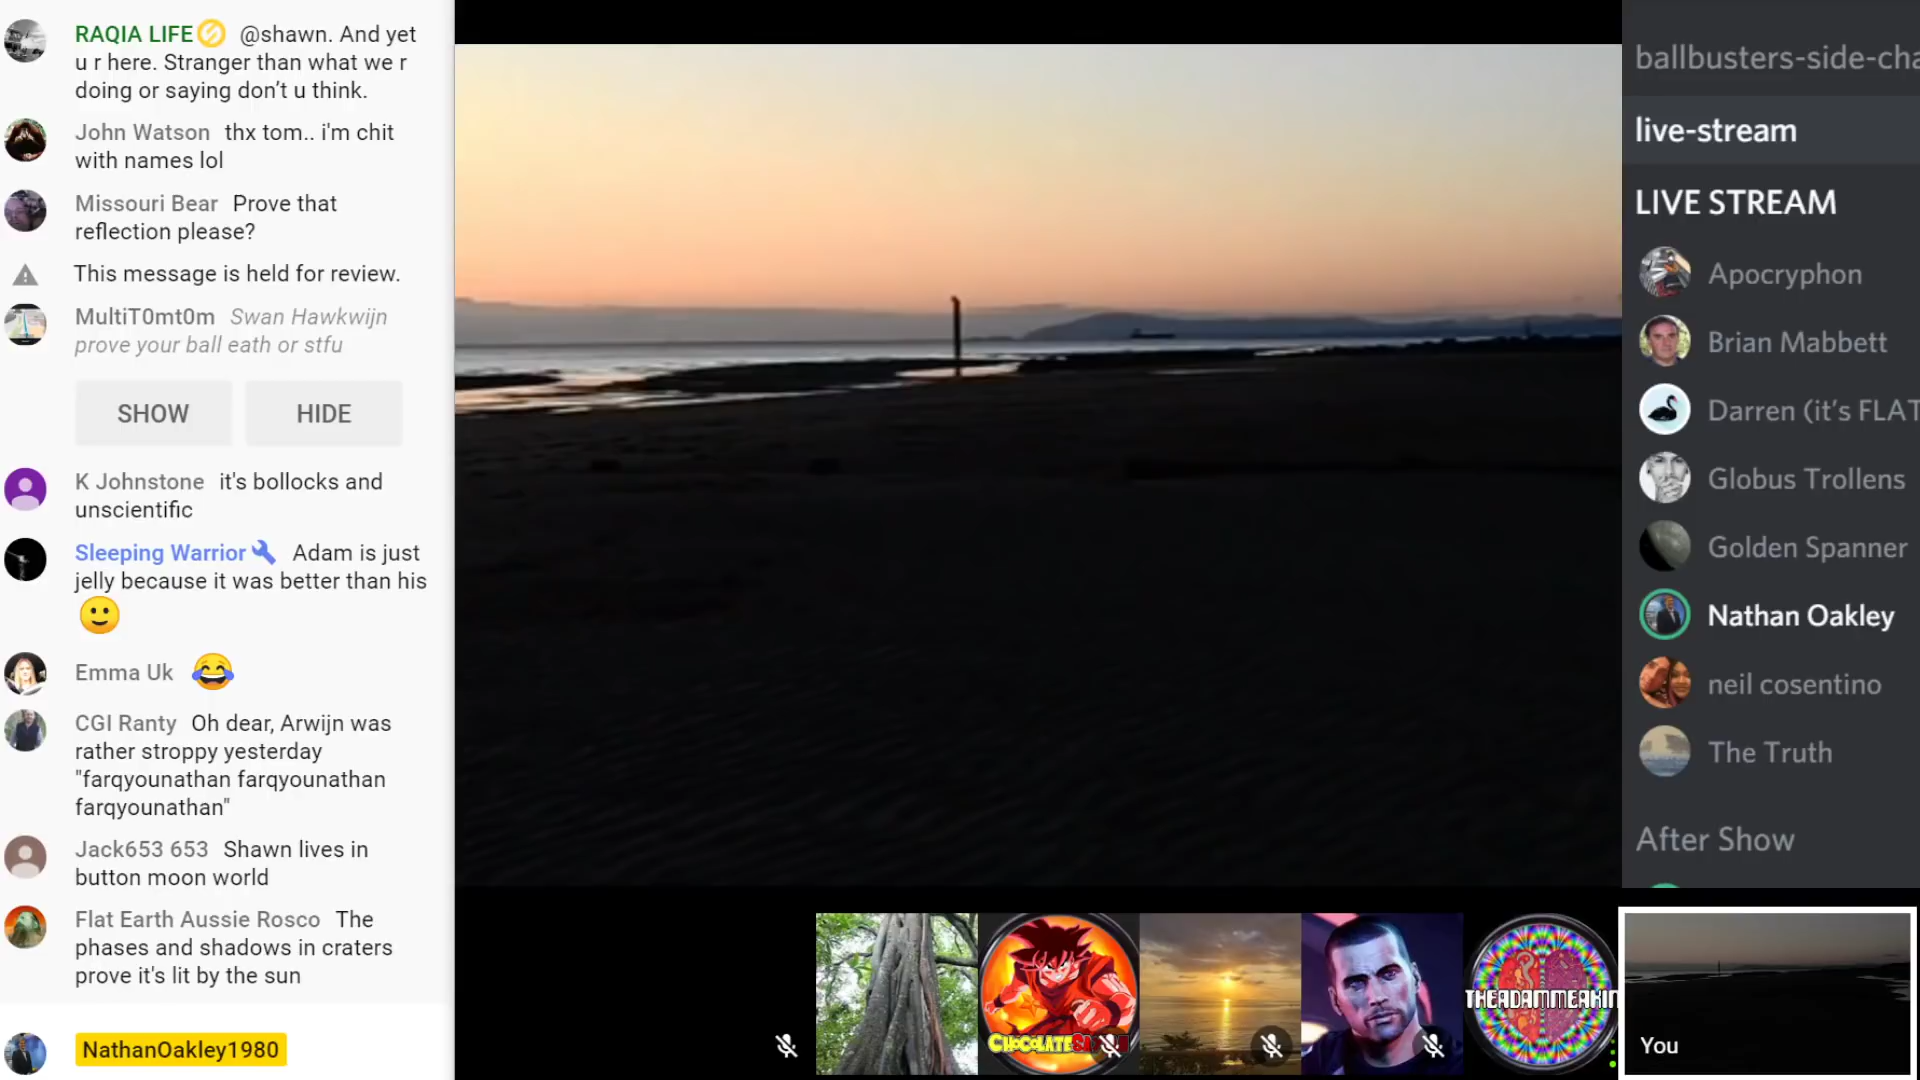 RAQIA LIFE @shawn. And yet
u r here. Stranger than what we r
doing or saying don’t u think.
John Watson thx tom.. i'm chit
with names lol
Missouri Bear Prove that
reflection please?
This message is held for review.
MultiT0mt0m Swan Hawkwijn
prove your ball eath or stfu
SHOW HIDE
K Johnstone it's bollocks and
unscientific
Sleeping Warrior Adam is just
jelly because it was better than his
Emma Uk
CGI Ranty Oh dear, Arwijn was
rather stroppy yesterday
"farqyounathan farqyounathan
farqyounathan"
Jack653 653 Shawn lives in
button moon world
Flat Earth Aussie Rosco The
phases and shadows in craters
prove it's lit by the sun
NathanOakley1980
ballbusters-side-cha
live-stream
LIVE STREAM
Apocryphon
Brian Mabbett
Darren (it’s FLAT
Globus Trollens
Golden Spanner
Nathan Oakley
neil cosentino
The Truth
After Show
THEADAMMEAKIN
You